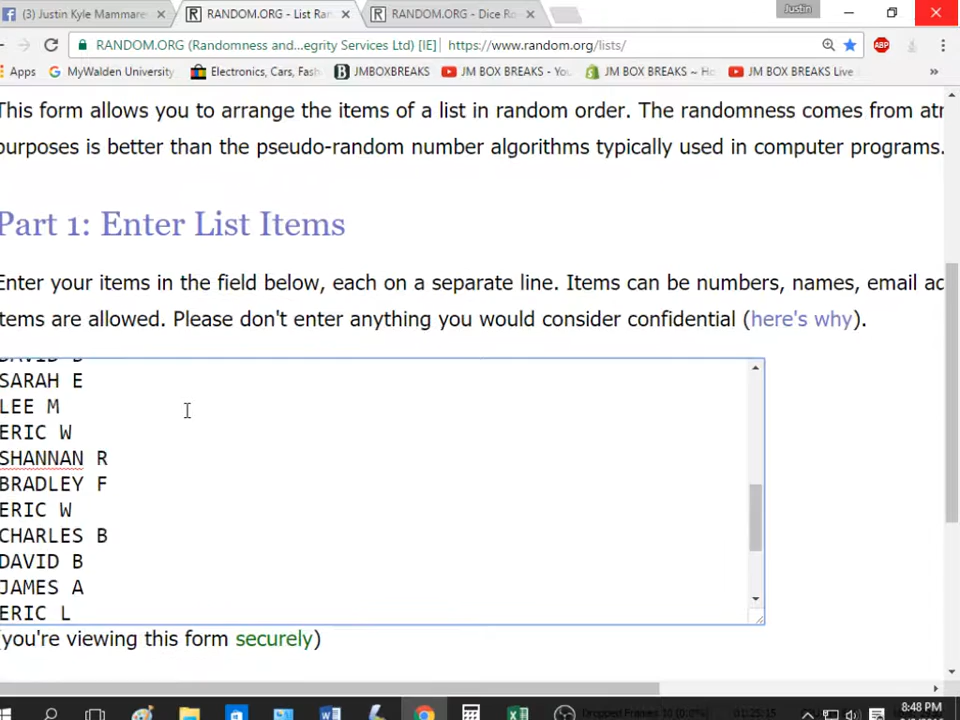 (3) Justin Kyle Mammare
RANDOM.ORG - List Ran
RANDOM.ORG - Dice Ro
Justin
RANDOM.ORG (Randomness and...egrity Services Ltd) [IE] https://www.random.org/lists/
ABP
Apps MyWalden University Electronics, Cars, Fash JMBOXBREAKS JM BOX BREAKS - You JM BOX BREAKS ~ Ho JM BOX BREAKS Live »
This form allows you to arrange the items of a list in random order. The randomness comes from atr
purposes is better than the pseudo-random number algorithms typically used in computer programs.
Part 1: Enter List Items
Enter your items in the field below, each on a separate line. Items can be numbers, names, email ad
items are allowed. Please don't enter anything you would consider confidential (here's why).
DAVID B
SARAH E
LEE M
ERIC W
SHANNAN R
BRADLEY F
ERIC W
CHARLES B
DAVID B
JAMES A
ERIC L
(you're viewing this form securely)
8:48 PM